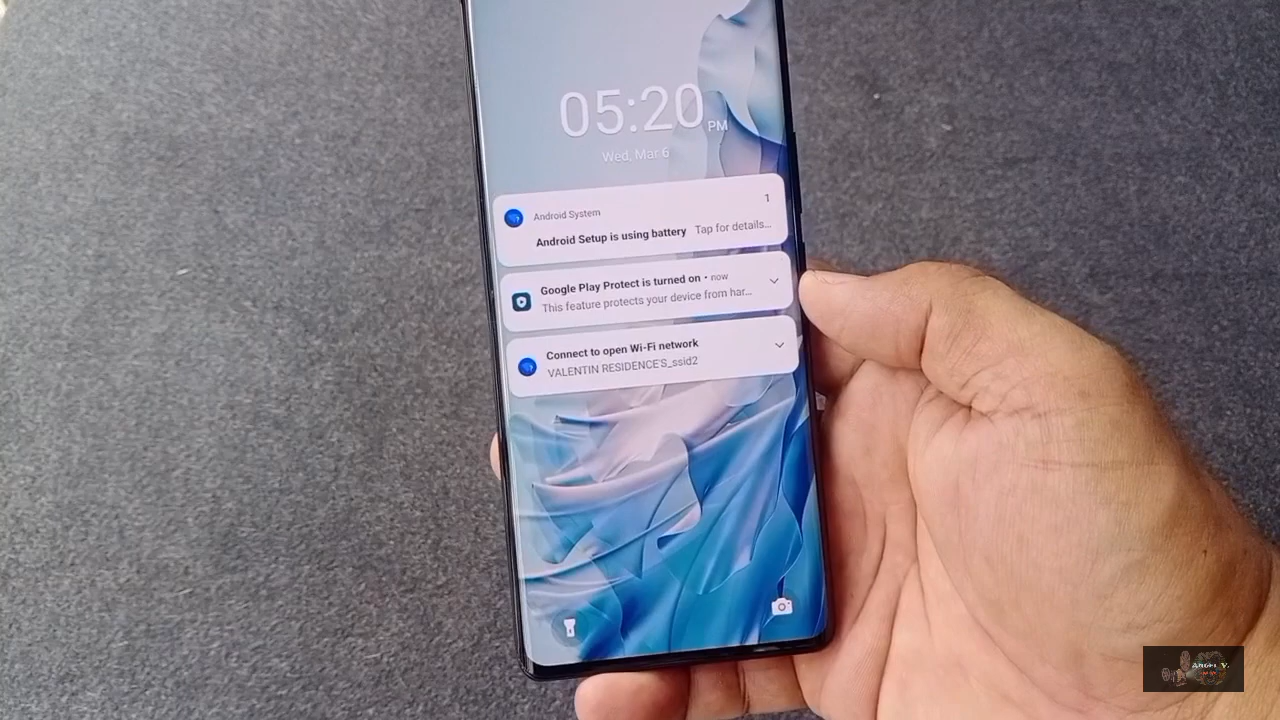 05:20 PM
Wed, Mar 6
Android System 1
Android Setup is using battery Tap for details...
Google Play Protect is turned on • now
This feature protects your device from har...
Connect to open Wi-Fi network
VALENTIN RESIDENCE'S_ssid2
ANGEL V.